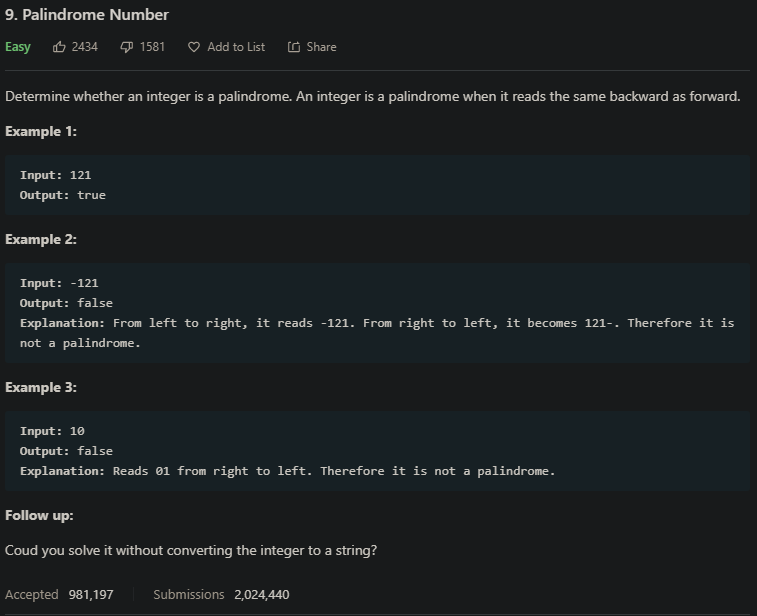 9. Palindrome Number
Easy 2434 1581 Add to List Share
Determine whether an integer is a palindrome. An integer is a palindrome when it reads the same backward as forward.
Example 1:
Input: 121
Output: true
Example 2:
Input: -121
Output: false
Explanation: From left to right, it reads -121. From right to left, it becomes 121-. Therefore it is
not a palindrome.
Example 3:
Input: 10
Output: false
Explanation: Reads 01 from right to left. Therefore it is not a palindrome.
Follow up:
Coud you solve it without converting the integer to a string?
Accepted 981,197 Submissions 2,024,440